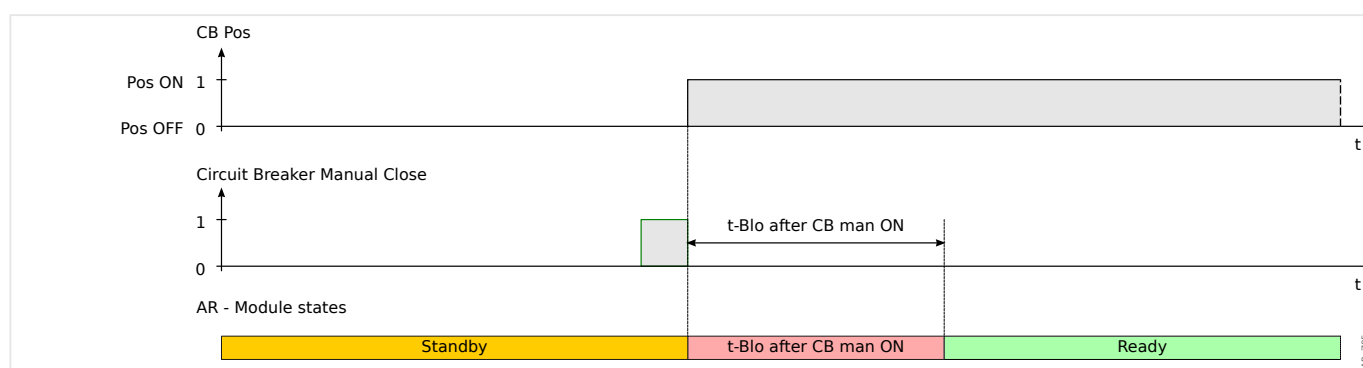 CB Pos
Pos ON 1
Pos OFF 0
t
Circuit Breaker Manual Close
1
t-Blo after CB man ON
0
t
AR - Module states
Standby t-Blo after CB man ON Ready